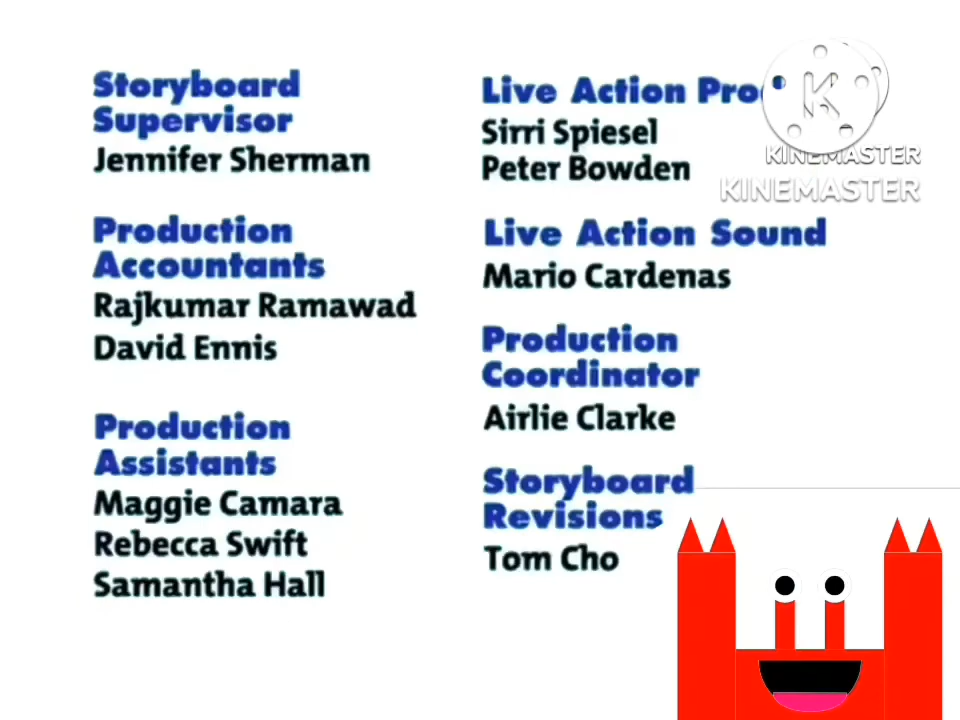 Storyboard
Supervisor
Jennifer Sherman
Production
Accountants
Rajkumar Ramawad
David Ennis
Production
Assistants
Maggie Camara
Rebecca Swift
Samantha Hall
Live Action
Sirri Spiesel
Peter Bowden
Live Action Sound
Mario Cardenas
Production
Coordinator
Airlie Clarke
Storyboard
Revisions
Tom Cho
K
KINEMASTER
KINEMASTER